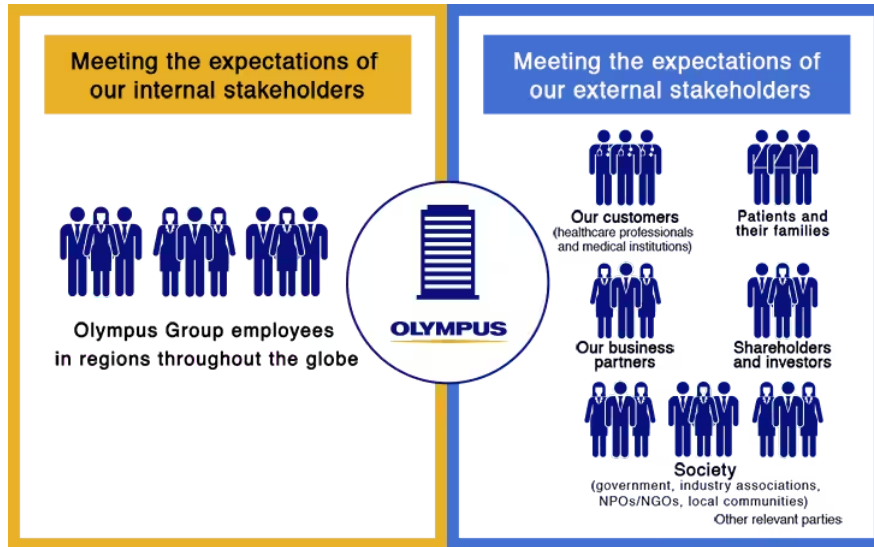 Meeting the expectations of
our internal stakeholders
Olympus Group employees
in regions throughout the globe
OLYMPUS
Meeting the expectations of
our external stakeholders
Our customers
(healthcare professionals
and medical institutions)
Patients and
their families
Our business
partners
Shareholders
and investors
Society
(government, industry associations,
NPOs/NGOs, local communities)
Other relevant parties